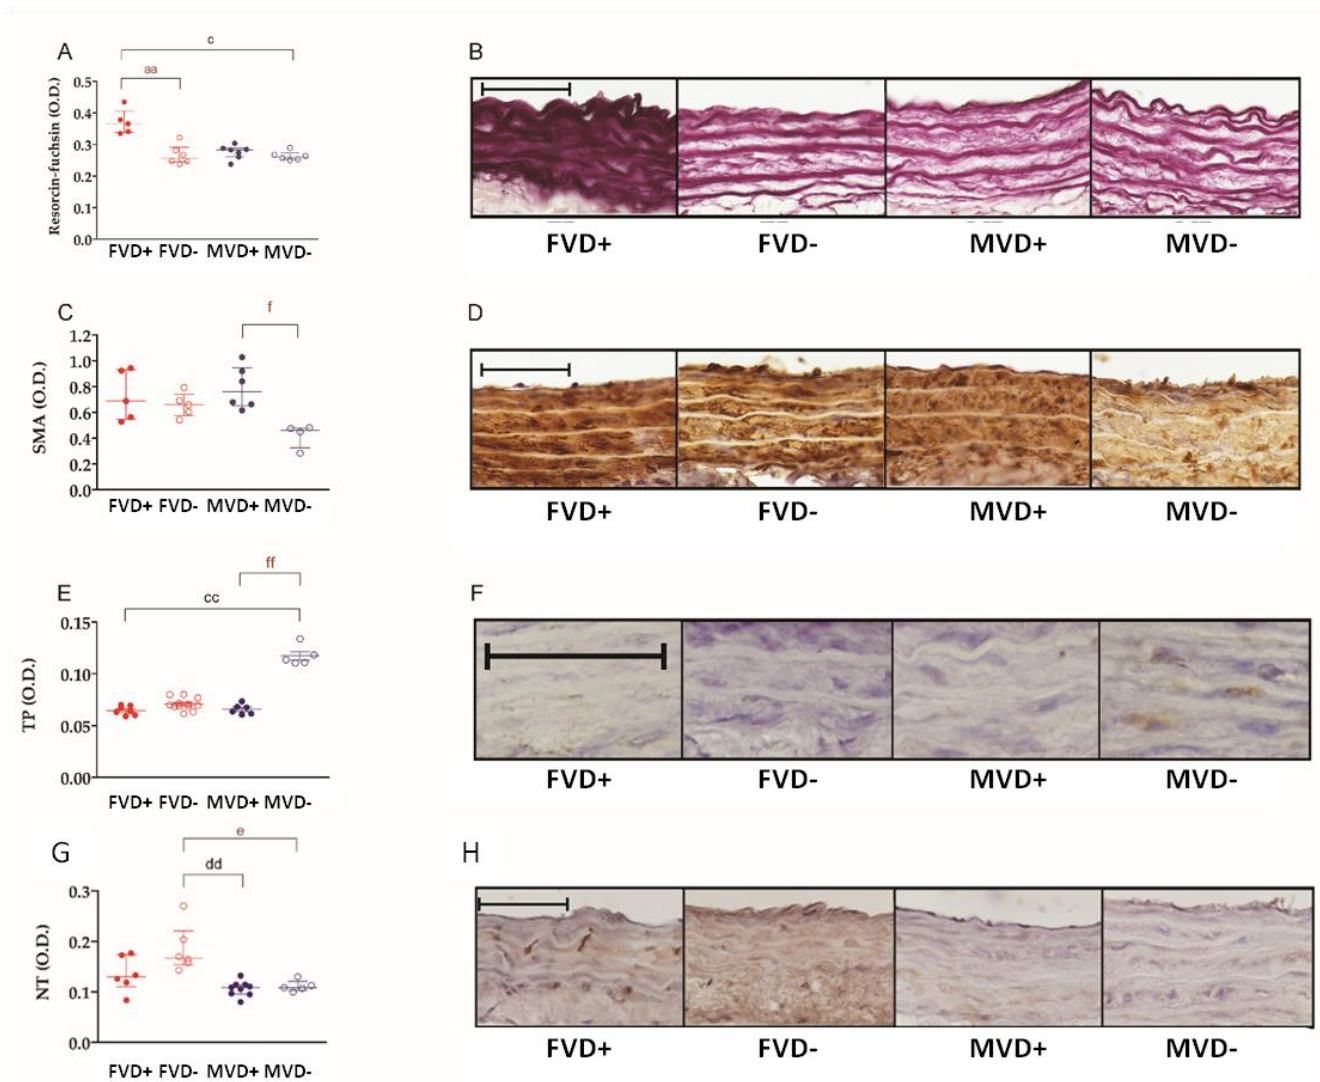 A
c
aa
Resorcin-fuchsin (O.D.)
0.5
0.4
0.3
0.2
0.1
0.0
FVD+ FVD- MVD+ MVD-
B
FVD+ FVD- MVD+ MVD-
C
f
SMA (O.D.)
1.2
1.0
0.8
0.6
0.4
0.2
0.0
FVD+ FVD- MVD+ MVD-
D
FVD+ FVD- MVD+ MVD-
E
ff
cc
TP (O.D.)
0.15
0.10
0.05
0.00
FVD+ FVD- MVD+ MVD-
F
FVD+ FVD- MVD+ MVD-
G
e
dd
NT (O.D.)
0.3
0.2
0.1
0.0
FVD+ FVD- MVD+ MVD-
H
FVD+ FVD- MVD+ MVD-